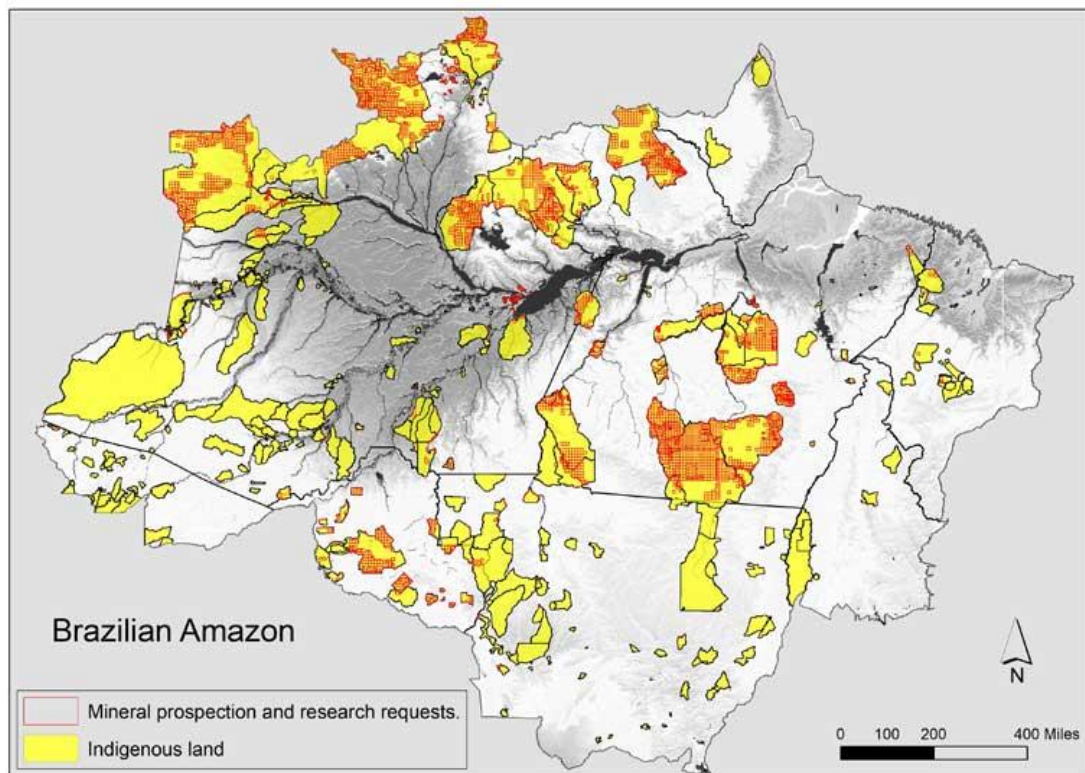 Brazilian Amazon
Mineral prospection and research requests.
Indigenous land
N
0 100 200 400 Miles